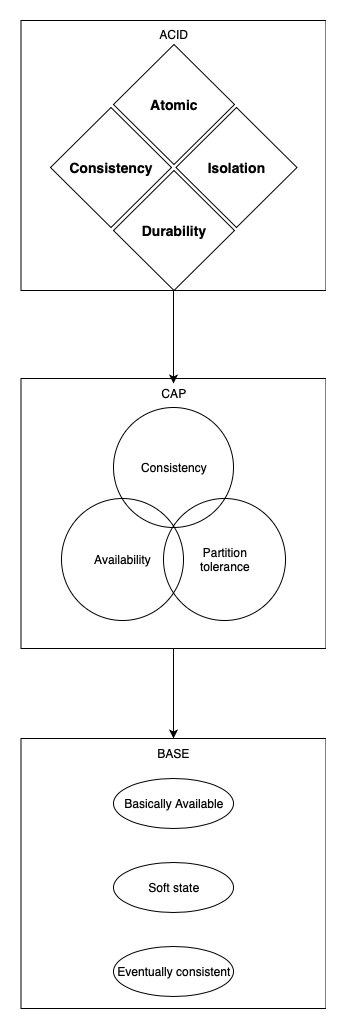 ACID
Atomic
Consistency
Isolation
Durability
CAP
Consistency
Availability
Partition
tolerance
BASE
Basically Available
Soft state
Eventually consistent